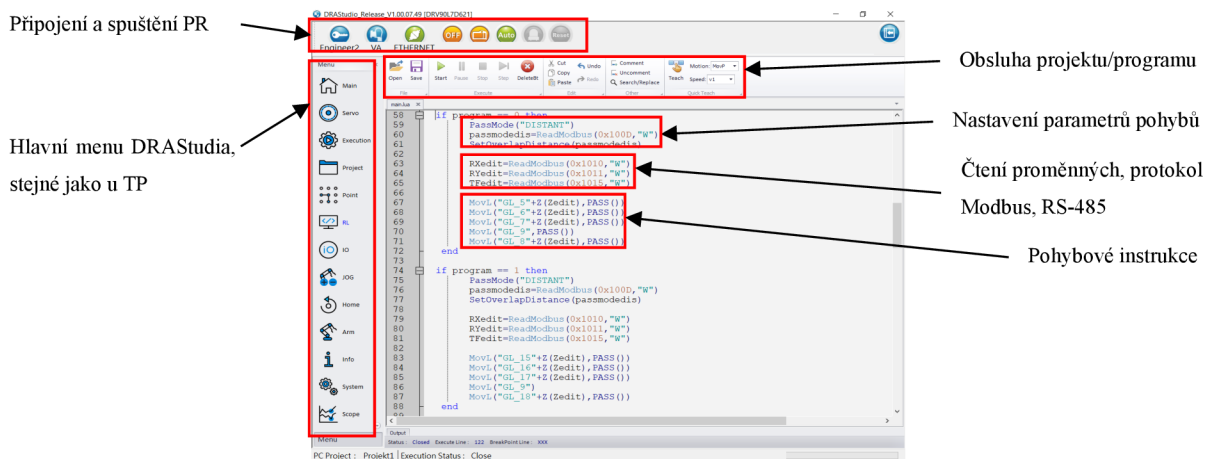 Připojení a spuštění PR
Hlavní menu DRAStudia,
stejné jako u TP
DRAStudio_Release_V1.00.07.49 [DRV90L7D621]
Engineer2 VA ETHERNET
OFF Auto Reset
Menu
Main
Servo
Execution
Project
Point
RL
IO
JOG
Home
Arm
Info
System
Scope
Menu
Open Save Start Pause Stop Step DeleteBt
Cut Undo
Copy
Paste Redo
Comment
Uncomment
Search/Replace
Teach
Motion: MovP
Speed: v1
File Execute Edit Other Quick Teach
main.lua ×
58 if program == 0 then
59 PassMode("DISTANT")
60 passmodedis=ReadModbus(0x100D,"W")
61 SetOverlapDistance(passmodedis)
62
63 RXedit=ReadModbus(0x1010,"W")
64 RYedit=ReadModbus(0x1011,"W")
65 TFedit=ReadModbus(0x1015,"W")
66
67 MovL("GL_5"+Z(Zedit),PASS())
68 MovL("GL_6"+Z(Zedit),PASS())
69 MovL("GL_7"+Z(Zedit),PASS())
70 MovL("GL_9",PASS())
71 MovL("GL_8"+Z(Zedit),PASS())
72 end
73
74 if program == 1 then
75 PassMode("DISTANT")
76 passmodedis=ReadModbus(0x100D,"W")
77 SetOverlapDistance(passmodedis)
78
79 RXedit=ReadModbus(0x1010,"W")
80 RYedit=ReadModbus(0x1011,"W")
81 TFedit=ReadModbus(0x1015,"W")
82
83 MovL("GL_15"+Z(Zedit),PASS())
84 MovL("GL_16"+Z(Zedit),PASS())
85 MovL("GL_17"+Z(Zedit),PASS())
86 MovL("GL_9")
87 MovL("GL_18"+Z(Zedit),PASS())
88 end
89
Output
Status : Closed Execute Line : 122 BreakPoint Line : XXX
PC Project : Projekt1 Execution Status : Close
Obsluha projektu/programu
Nastavení parametrů pohybů
Čtení proměnných, protokol
Modbus, RS-485
Pohybové instrukce